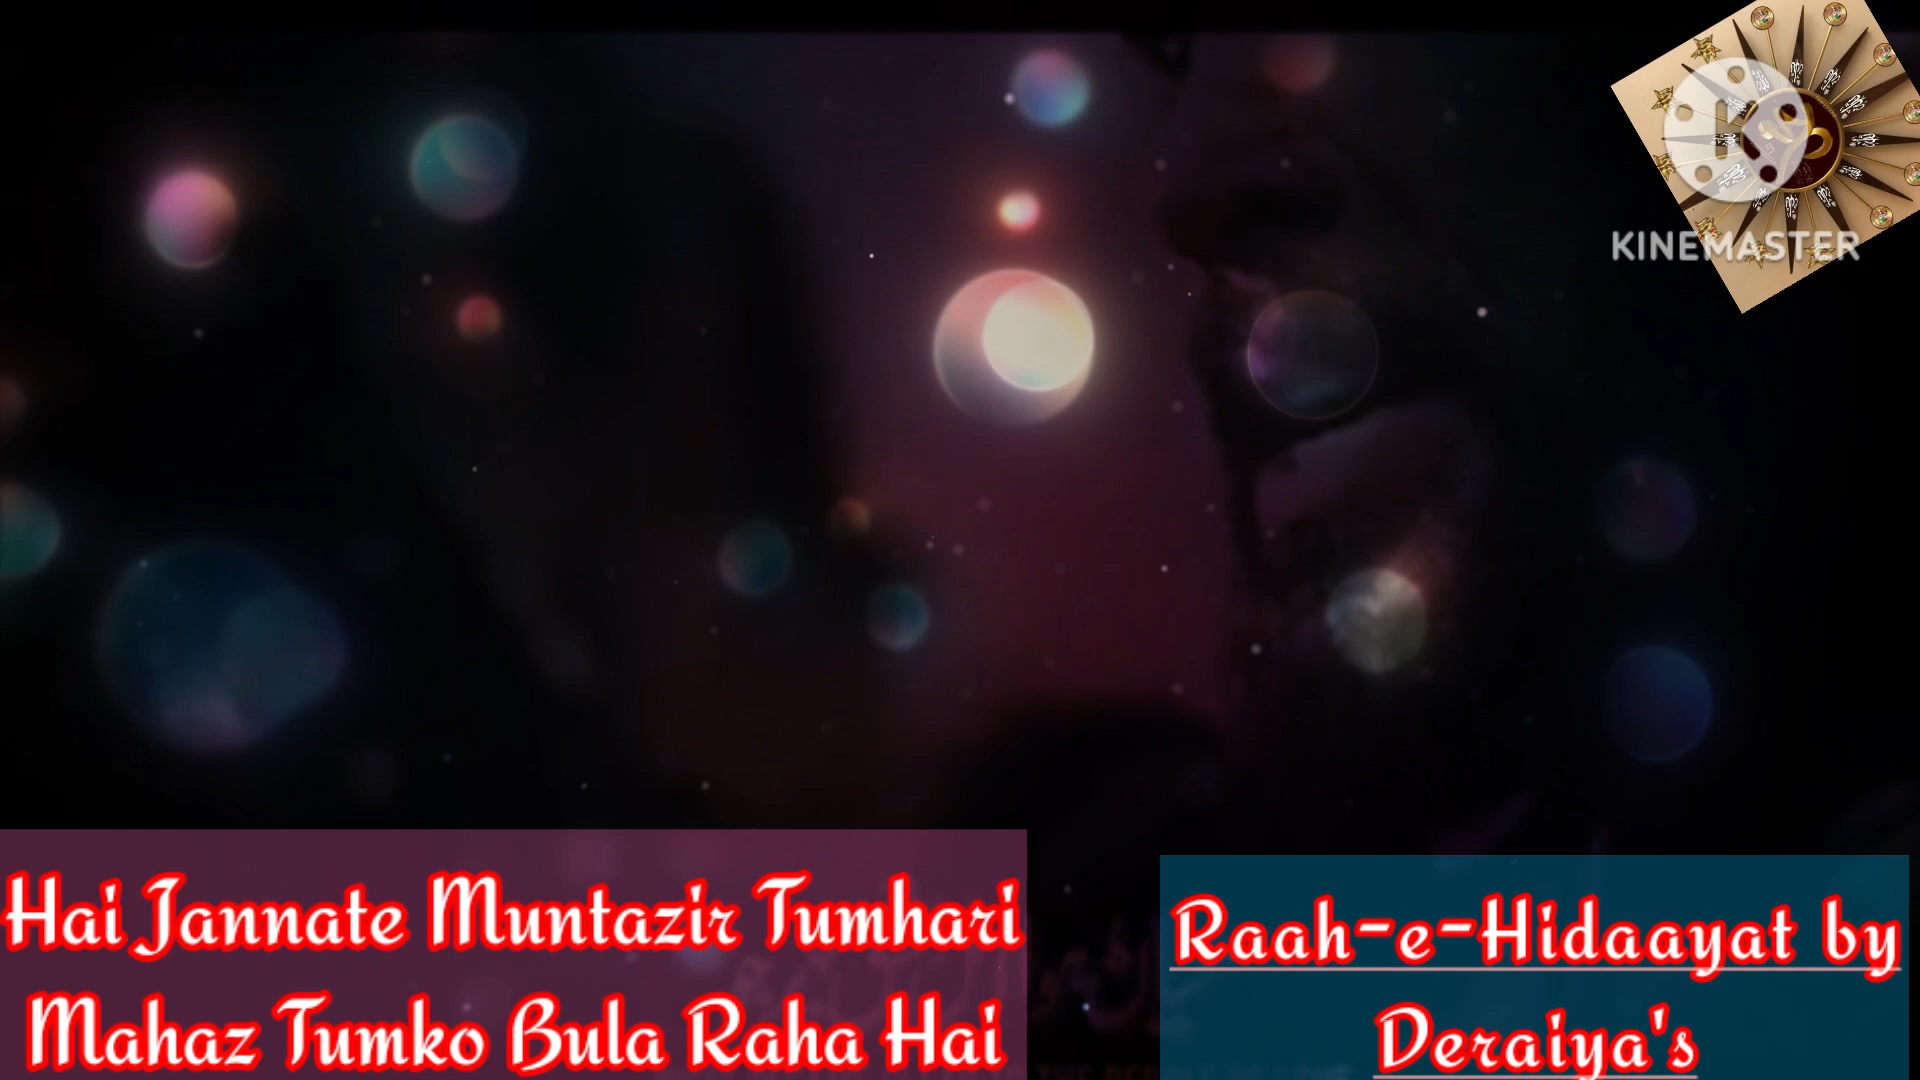 KINEMASTER
Hai Jannate Muntazir Tumhari
Mahaz Tumko Bula Raha Hai
Raah-e-Hidaayat by
Deraiya's